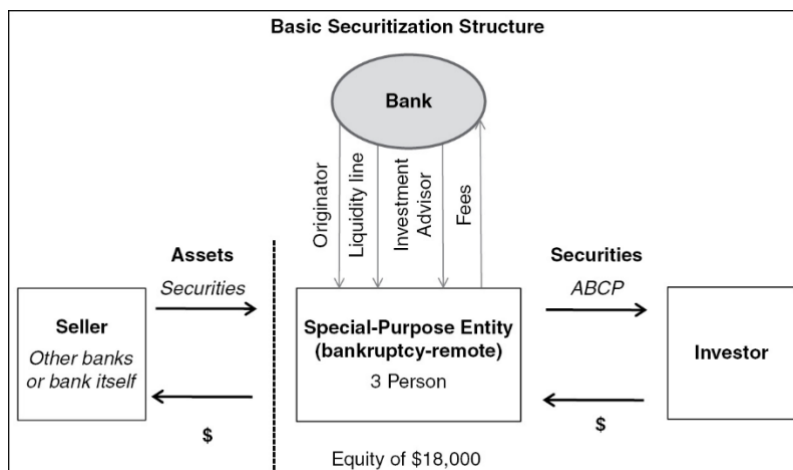 Basic Securitization Structure
Bank
Originator
Liquidity line
Investment
Advisor
Fees
Assets
Securities
Securities
ABCP
Seller
Other banks
or bank itself
Special-Purpose Entity
(bankruptcy-remote)
3 Person
Investor
$
$
Equity of $18,000